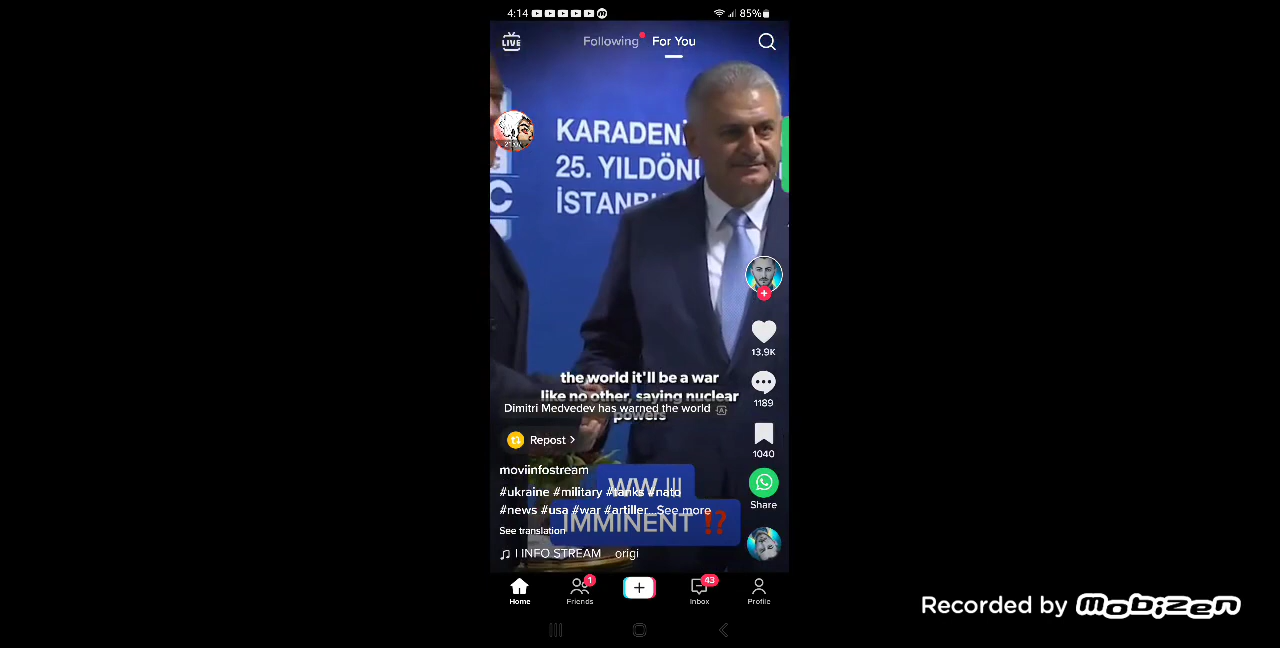 4:14
85%
LIVE
Following
For You
KARADENİ
25. YILDÖNÜ
İSTANBU
13.9K
the world it'll be a war
like no other, saying nuclear
powers
Dimitri Medvedev has warned the world
1189
Repost >
1040
moviinfostream
WW III
#ukraine #military #tanks #nato
#news #usa #war #artiller...See more
IMMINENT ⁉
Share
See translation
I INFO STREAM origi
1
43
Home
Friends
Inbox
Profile
Recorded by MOBIZEN